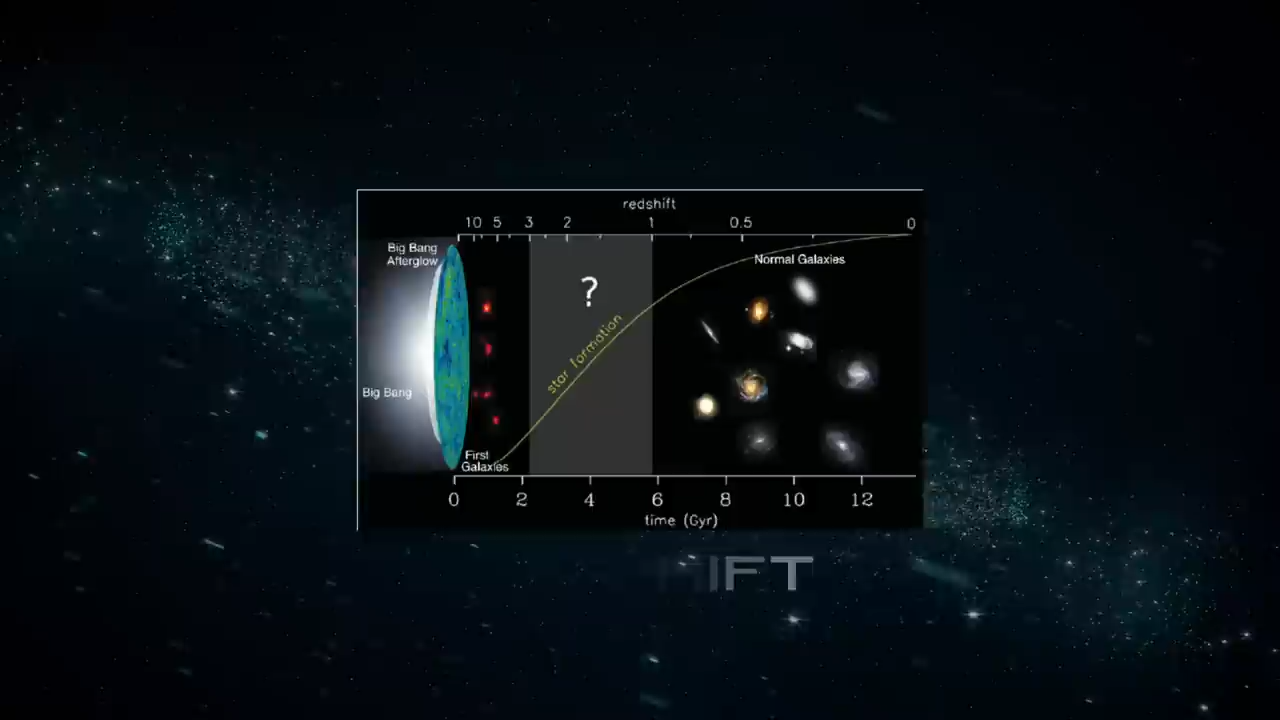 redshift
10 5 3 2 1 0.5 0
Big Bang
Afterglow
Normal Galaxies
?
star formation
Big Bang
First
Galaxies
0 2 4 6 8 10 12
time (Gyr)
IFT